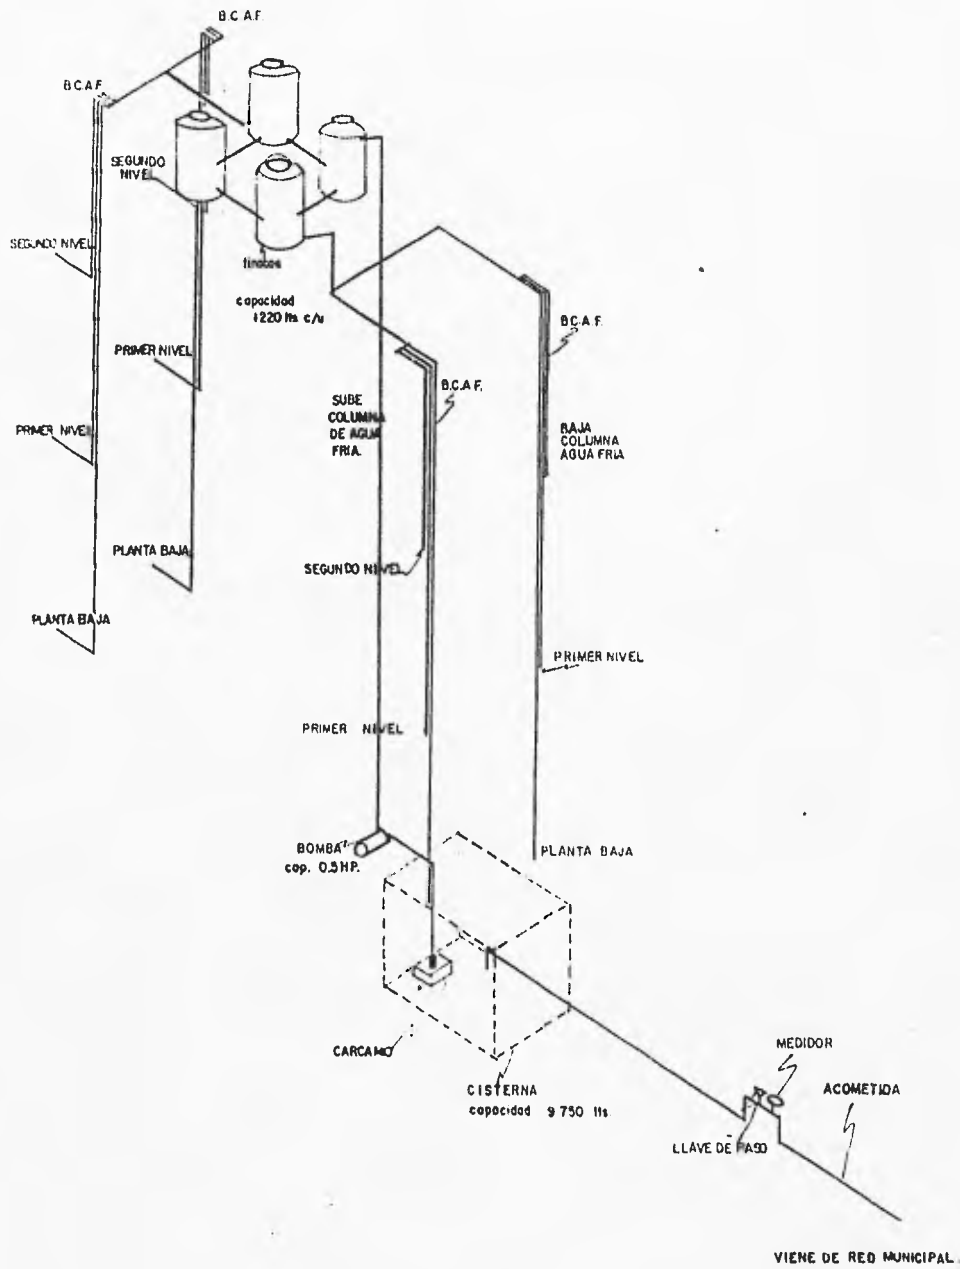 B.C.A.F.
B.C.A.F.
SEGUNDO
NIVEL
SEGUNDO NIVEL
tinacos
capacidad
1220 lts c/u
PRIMER NIVEL
PRIMER NIVEL
SUBE
COLUMNA
DE AGUA
FRIA.
B.C.A.F.
B.C.A.F.
BAJA
COLUMNA
AGUA FRIA
PLANTA BAJA
SEGUNDO NIVEL
PLANTA BAJA
PRIMER NIVEL
PRIMER NIVEL
BOMBA
cap. 0.5 HP.
PLANTA BAJA
CARCAMO
CISTERNA
capacidad 9 750 lts
MEDIDOR
ACOMETIDA
LLAVE DE PASO
VIENE DE RED MUNICIPAL.